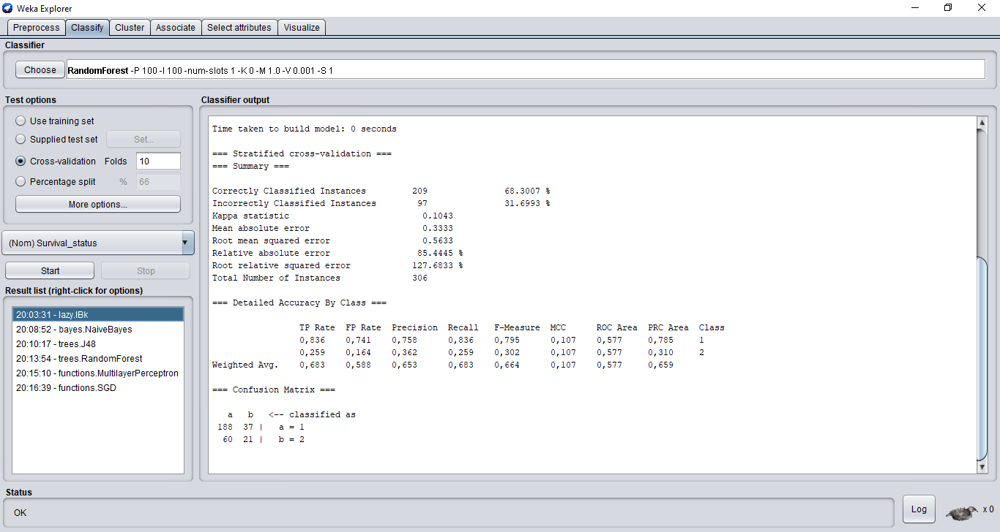 Weka Explorer
Preprocess Classify Cluster Associate Select attributes Visualize
Classifier
Choose RandomForest -P 100 -I 100 -num-slots 1 -K 0 -M 1.0 -V 0.001 -S 1
Test options
Use training set
Supplied test set Set...
Cross-validation Folds 10
Percentage split % 66
More options...
(Nom) Survival_status
Start Stop
Result list (right-click for options)
20:03:31 - lazy.IBk
20:08:52 - bayes.NaiveBayes
20:10:17 - trees.J48
20:13:54 - trees.RandomForest
20:15:10 - functions.MultilayerPerceptron
20:16:39 - functions.SGD
Classifier output
Time taken to build model: 0 seconds
=== Stratified cross-validation ===
=== Summary ===
Correctly Classified Instances 209 68.3007 %
Incorrectly Classified Instances 97 31.6993 %
Kappa statistic 0.1043
Mean absolute error 0.3333
Root mean squared error 0.5633
Relative absolute error 85.4445 %
Root relative squared error 127.6833 %
Total Number of Instances 306
=== Detailed Accuracy By Class ===
TP Rate FP Rate Precision Recall F-Measure MCC ROC Area PRC Area Class
0,836 0,741 0,758 0,836 0,795 0,107 0,577 0,785 1
0,259 0,164 0,362 0,259 0,302 0,107 0,577 0,310 2
Weighted Avg. 0,683 0,588 0,653 0,683 0,664 0,107 0,577 0,659
=== Confusion Matrix ===
a b <-- classified as
188 37 | a = 1
60 21 | b = 2
Status
OK
Log x 0